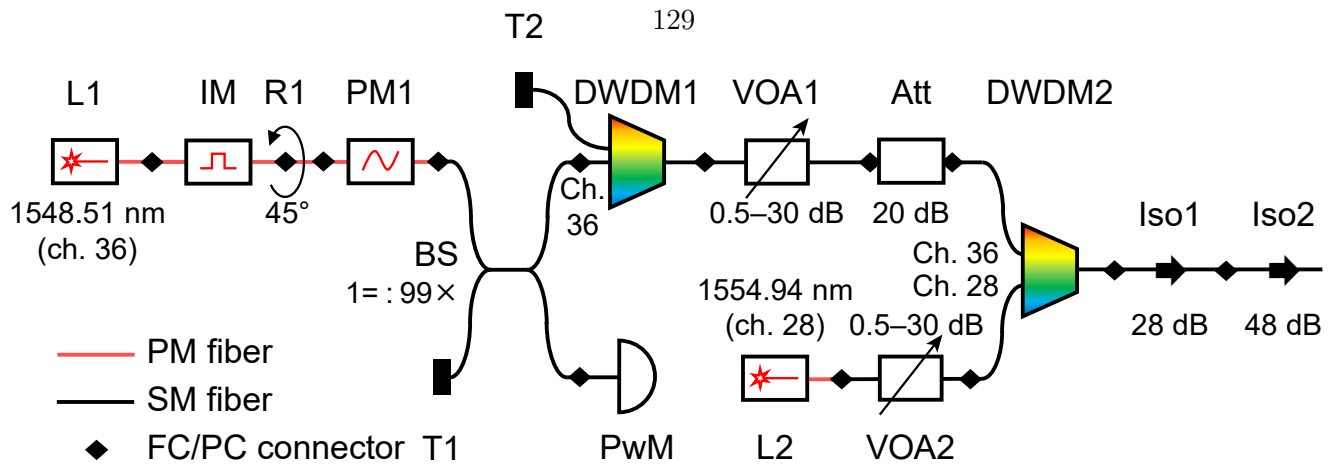 129
T2
L1 IM R1 PM1 DWDM1 VOA1 Att DWDM2
1548.51 nm
(ch. 36)
45°
Ch.
36
0.5–30 dB
20 dB
BS
1= : 99×
Ch. 36
Ch. 28
Iso1 Iso2
1554.94 nm
(ch. 28)
0.5–30 dB
28 dB 48 dB
PM fiber
SM fiber
FC/PC connector
T1 PwM L2 VOA2